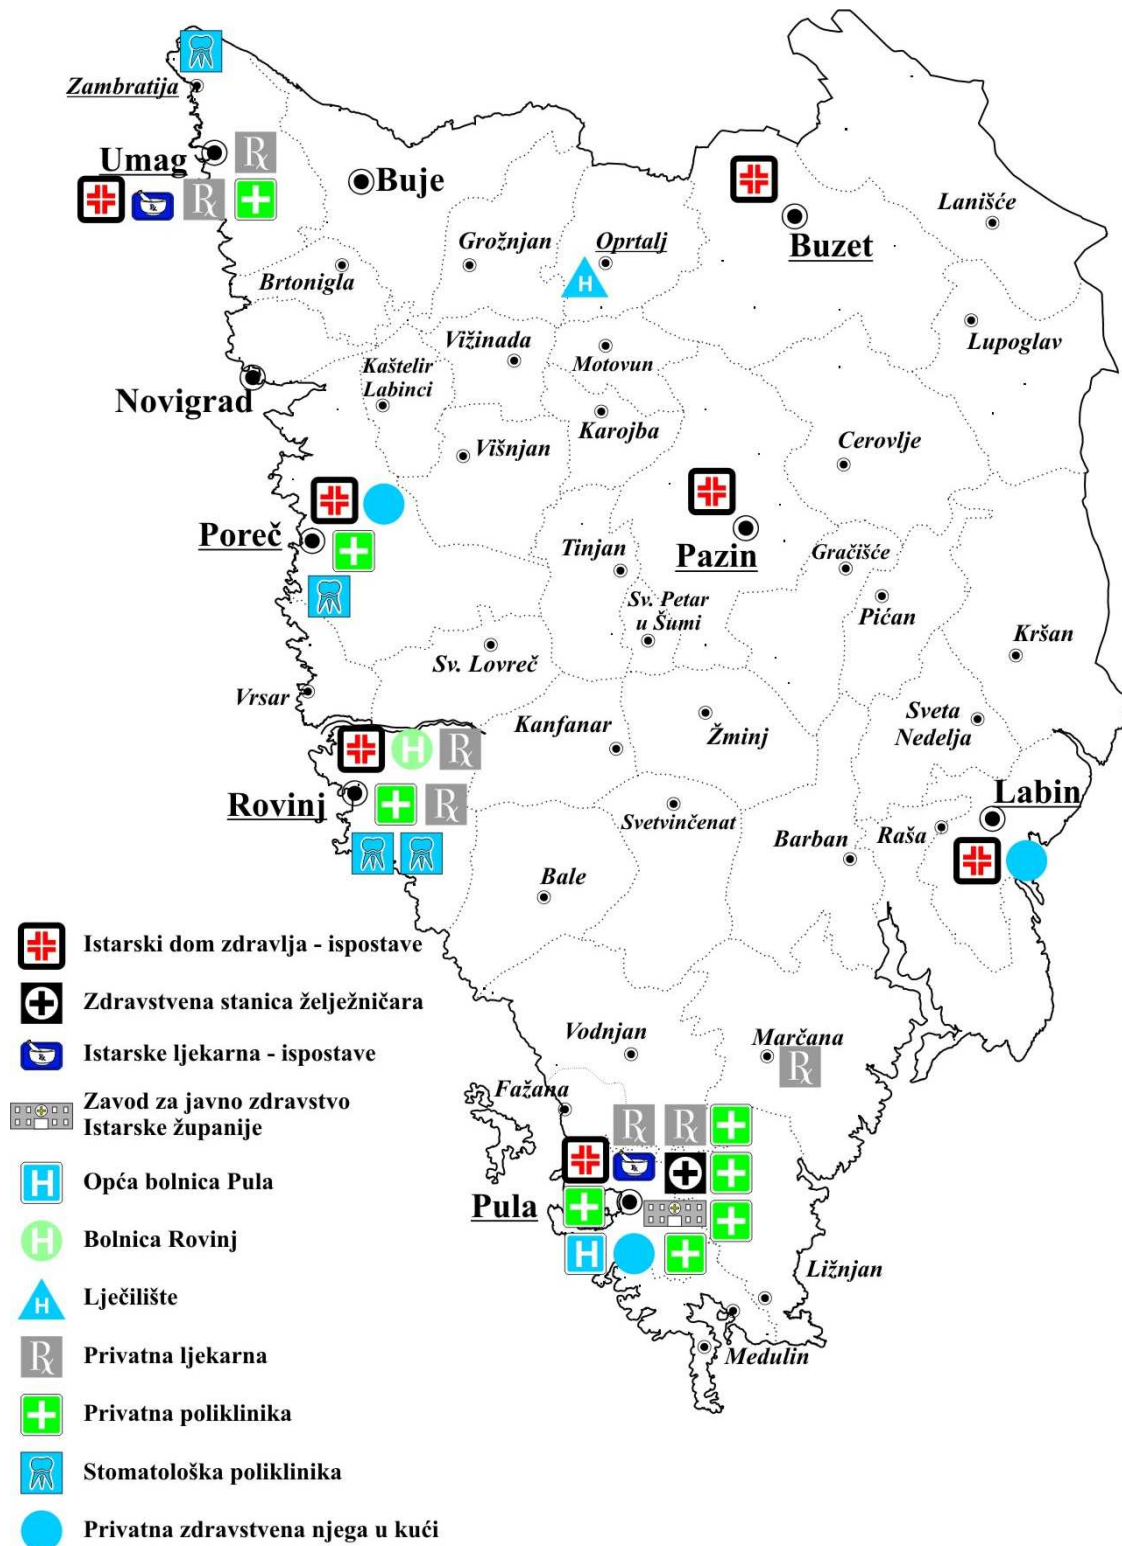 Zambratija
Umag
Buje
Buzet
Lanišće
Grožnjan
Oprtalj
Brtonigla
H
Lupoglav
Vižinada
Motovun
Kaštelir
Labinci
Novigrad
Karojba
Višnjan
Cerovlje
Poreč
Tinjan
Pazin
Gračišće
Sv. Petar
u Šumi
Pićan
Kršan
Sv. Lovreč
Vrsar
Kanfanar
Žminj
Sveta
Nedelja
H
Rovinj
Labin
Svetvinčenat
Barban
Raša
Bale
Istarski dom zdravlja - ispostave
Zdravstvena stanica želježničara
Istarske ljekarna - ispostave
Zavod za javno zdravstvo
Istarske županije
H
Opća bolnica Pula
H
Bolnica Rovinj
H
Lječilište
Privatna ljekarna
Privatna poliklinika
Stomatološka poliklinika
Privatna zdravstvena njega u kući
Vodnjan
Marčana
Fažana
Pula
H
Ližnjan
Medulin